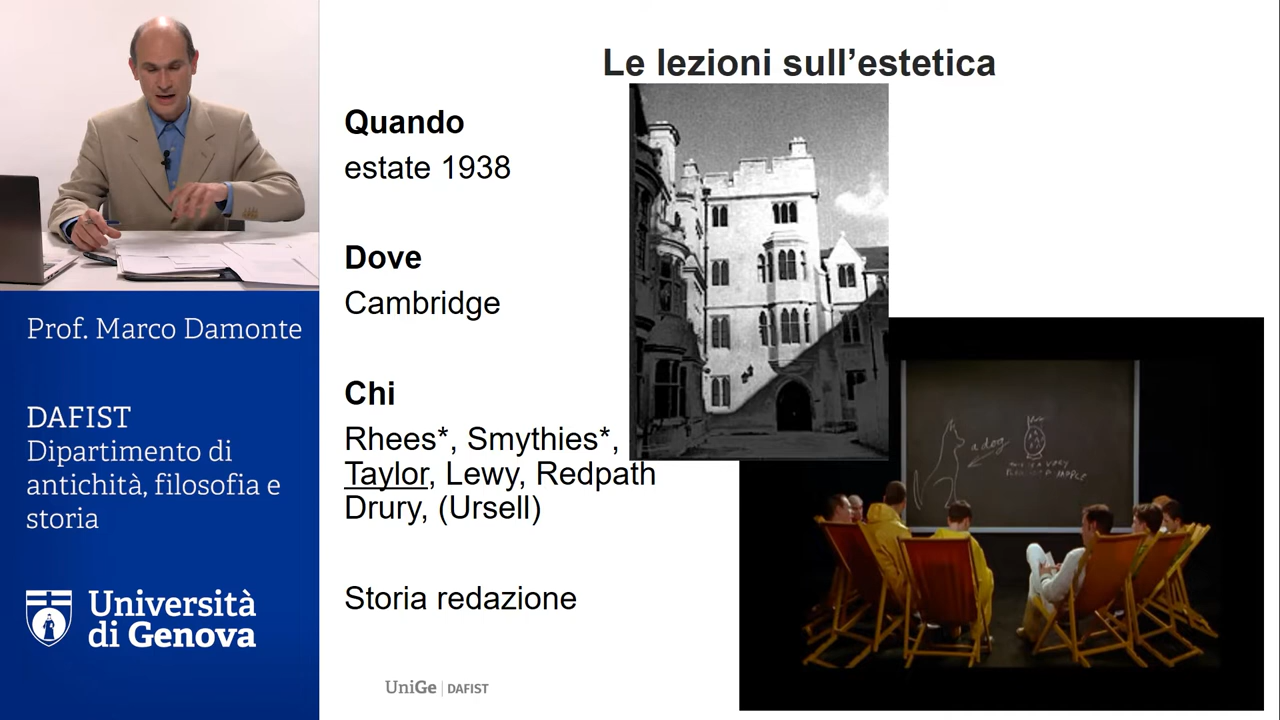 Le lezioni sull’estetica
Quando
estate 1938
Dove
Cambridge
Chi
Rhees*, Smythies*,
Taylor, Lewy, Redpath
Drury, (Ursell)
Storia redazione
UniGe | DAFIST
Prof. Marco Damonte
DAFIST
Dipartimento di
antichità, filosofia e
storia
Università
di Genova
a dog